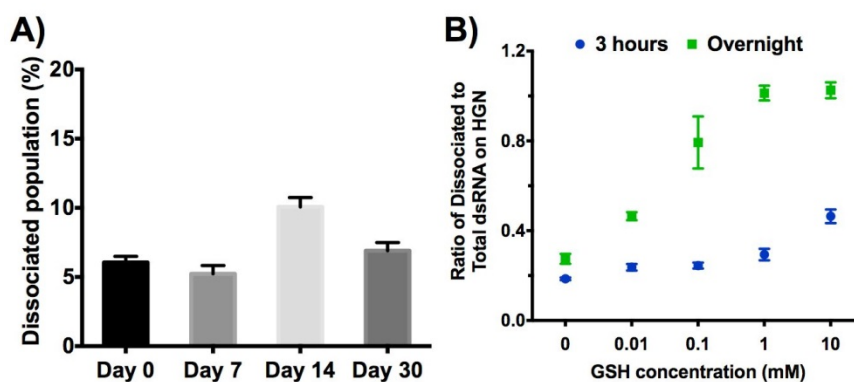 A)
Dissociated population (%)
20
15
10
5
0
Day 0 Day 7 Day 14 Day 30
B)
3 hours Overnight
Ratio of Dissociated to
Total dsRNA on HGN
1.2
0.8
0.4
0.0
0 0.01 0.1 1 10
GSH concentration (mM)